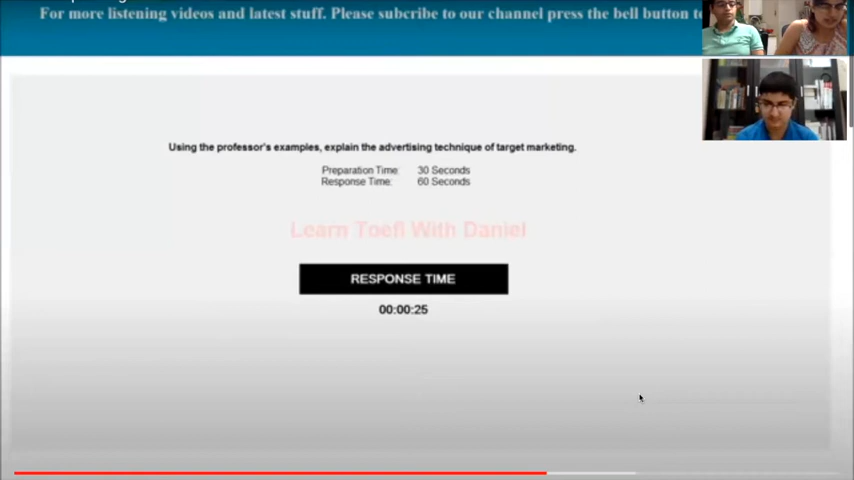 For more listening videos and latest stuff. Please subcribe to our channel press the bell button to
Using the professor's examples, explain the advertising technique of target marketing.
Preparation Time: 30 Seconds
Response Time: 60 Seconds
Learn Toefl With Daniel
RESPONSE TIME
00:00:25